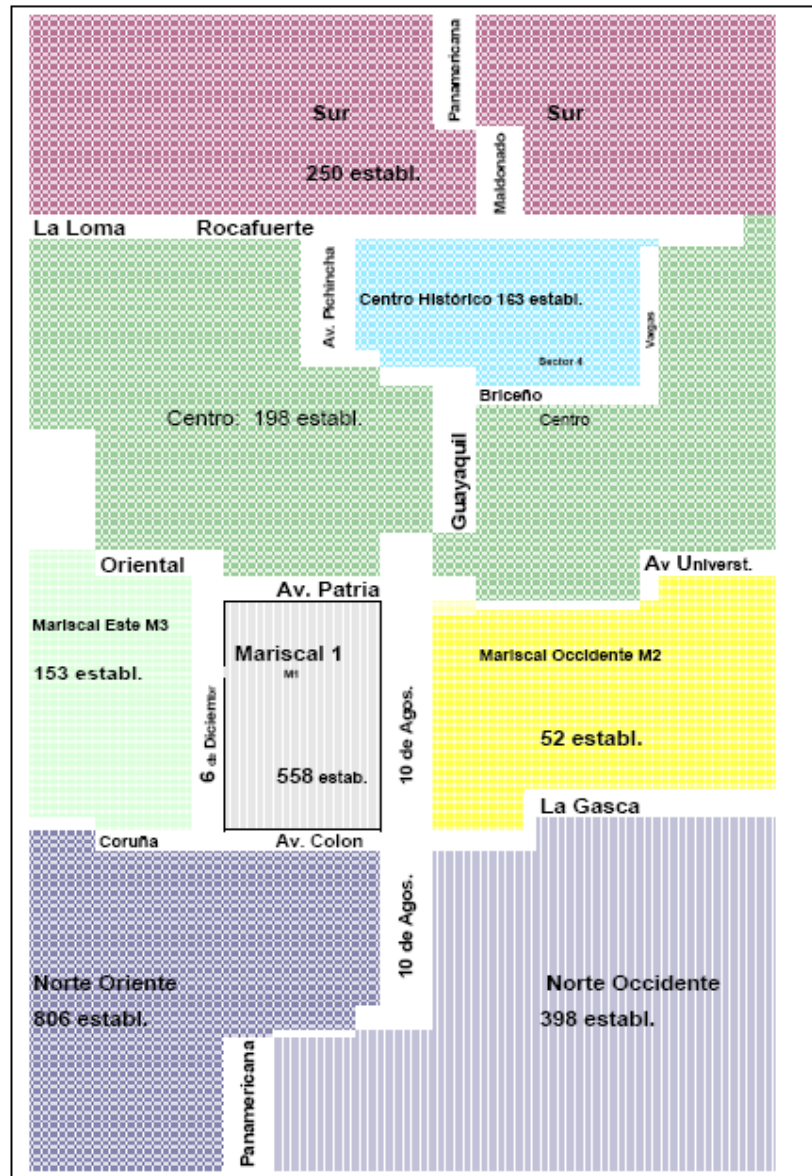 Panamericana
Sur Sur
Maldonado
250 establ.
La Loma Rocafuerte
Av. Pichincha
Centro Histórico 163 establ.
Vargas
Sector 4
Briceño
Centro: 198 establ.
Centro
Guayaquil
Oriental
Av Universt.
Av. Patria
Mariscal Este M3
Mariscal 1
M1
Mariscal Occidente M2
153 establ.
6 de Diciembr
10 de Agos.
52 establ.
558 estab.
La Gasca
Coruña
Av. Colon
10 de Agos.
Norte Oriente
Norte Occidente
806 establ.
398 establ.
Panamericana